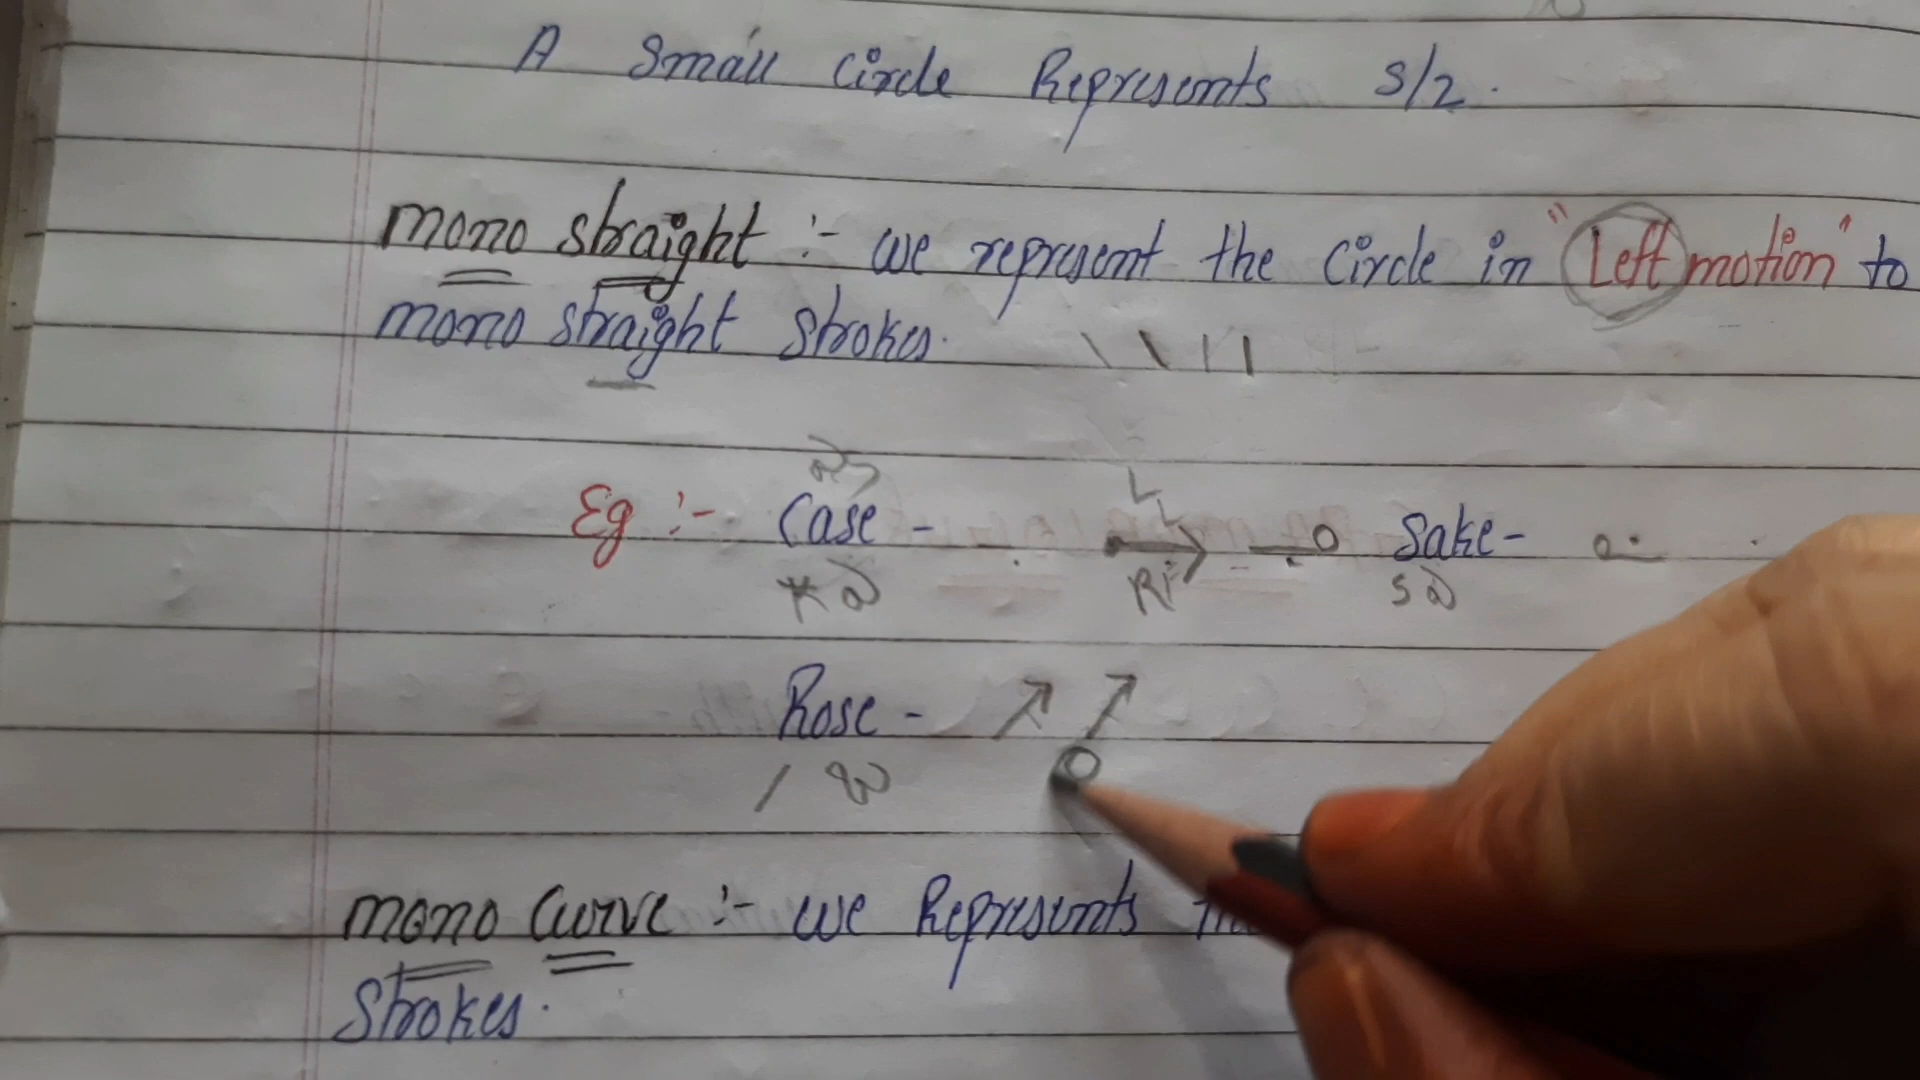 A Small Circle Represents S/Z.
mono straight :- we represent the Circle in "Left motion" to
mono straight Strokes.
Eg :- Case - Sake -
Rose -
mono Curve :- we Represents
Strokes.